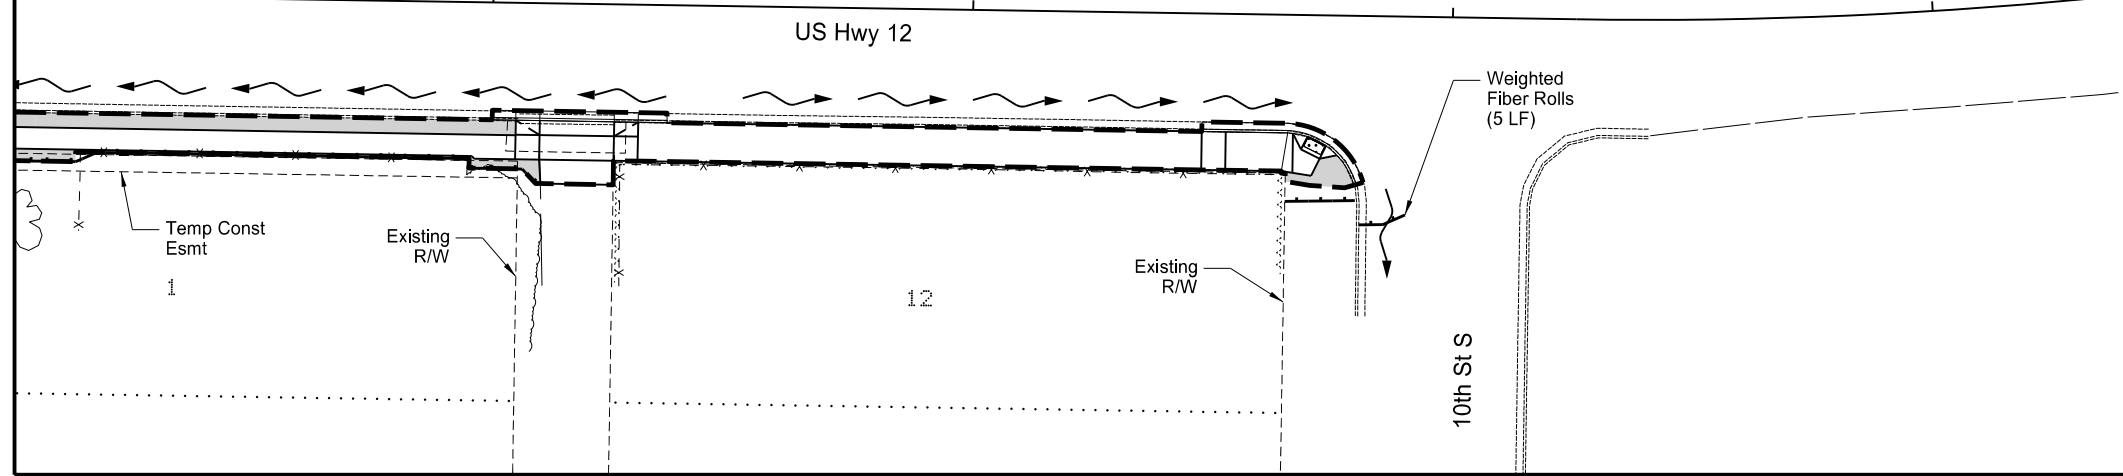 US Hwy 12
Weighted
Fiber Rolls
(5 LF)
Temp Const
Esmt
Existing
R/W
Existing
R/W
1
12
10th St S